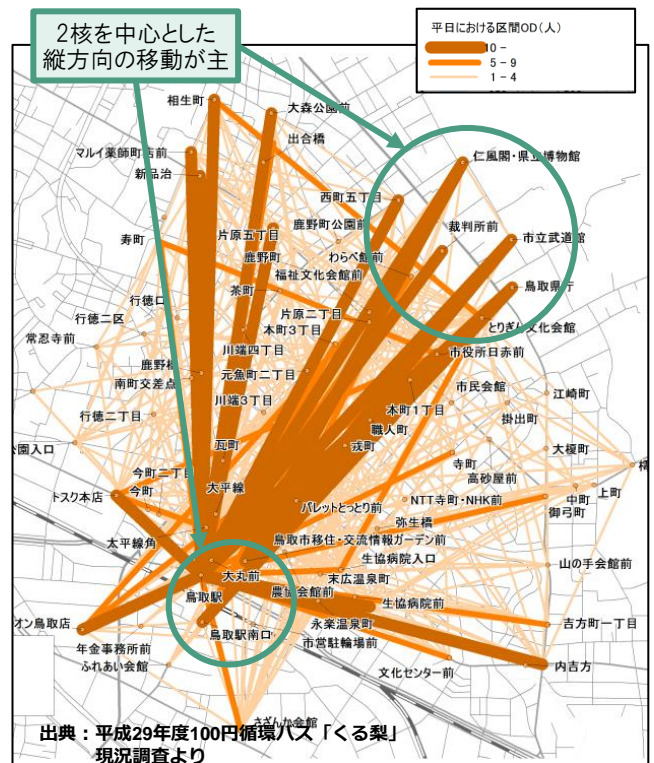 2核を中心とした
縦方向の移動が主
平日における区間OD(人)
10 -
5 - 9
1 - 4
相生町
大森公園前
出合橋
マルイ薬師町店前
新品治
仁風閣・県立博物館
西町五丁目
鹿野町公園前
裁判所前
市立武道館
寿町
片原五丁目
鹿野町
わらべ館前
福祉文化会館前
鳥取県庁
茶町
行徳口
片原二丁目
とりぎん文化会館
行徳二区
本町3丁目
常忍寺前
川端四丁目
市役所日赤前
鹿野橋
元魚町二丁目
南町交差点
市民会館
江崎町
川端3丁目
本町1丁目
掛出町
行徳二丁目
職人町
瓦町
戎町
大榎町
公園入口
寺町
今町二丁目
高砂屋前
上町
トスク本店
今町
大平線
パレットとっとり前
NTT寺町・NHK前
中町
御弓町
太平線角
弥生橋
鳥取市移住・交流情報ガーデン前
生協病院入口
山の手会館前
大丸前
末広温泉町
鳥取駅
農協会館前
生協病院前
オン鳥取店
鳥取駅南口
永楽温泉町
吉方町一丁目
年金事務所前
市営駐輪場前
ふれあい会館
文化センター前
内吉方
さざんか会館
出典：平成29年度100円循環バス「くる梨」
現況調査より